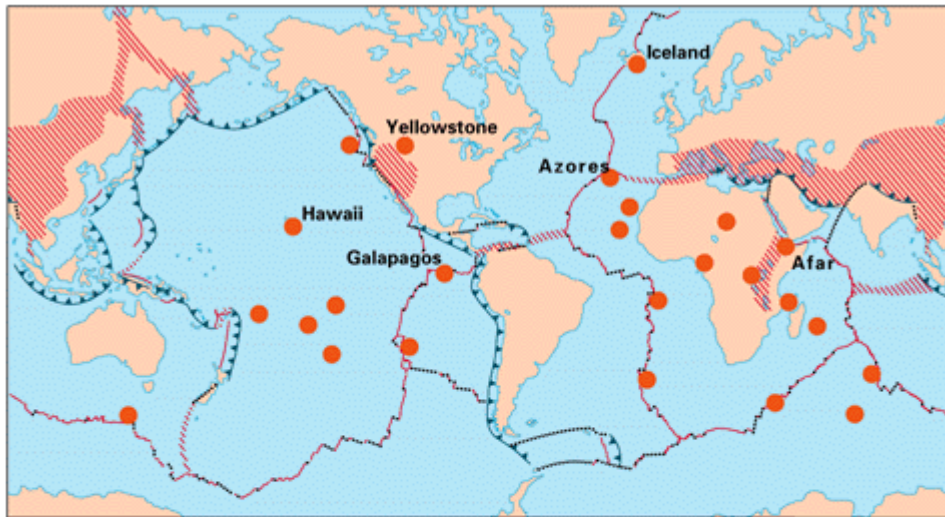 Iceland
Yellowstone
Azores
Hawaii
Galapagos
Afar